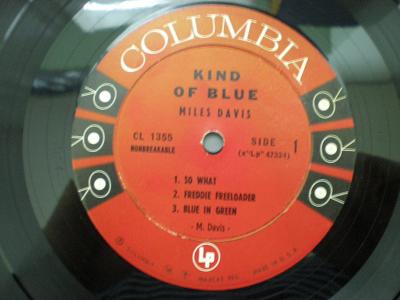 COLUMBIA
KIND
OF BLUE
MILES DAVIS
CL 1355
NONBREAKABLE
SIDE 1
(x"Lp" 47324)
1. SO WHAT
2. FREDDIE FREELOADER
3. BLUE IN GREEN
- M. Davis -
LP
MADE IN U.S.A.